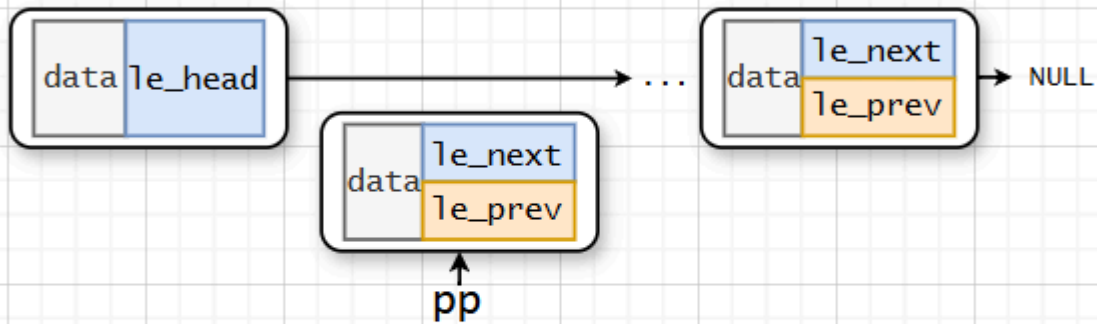 data le_head ... data le_next le_prev NULL
data le_next le_prev
pp